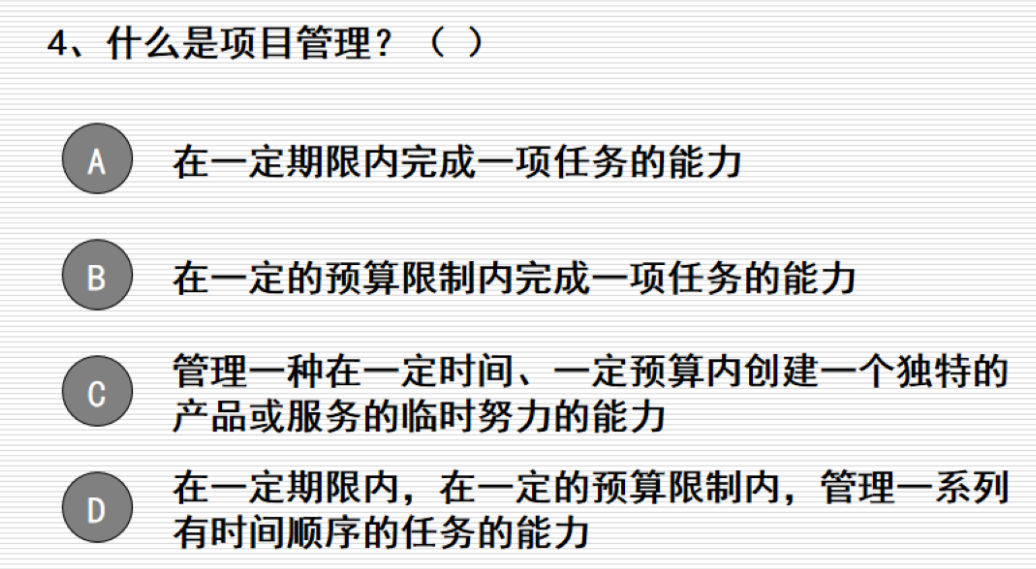 4、什么是项目管理？（ ）
A 在一定期限内完成一项任务的能力
B 在一定的预算限制内完成一项任务的能力
C 管理一种在一定时间、一定预算内创建一个独特的
产品或服务的临时努力的能力
D 在一定期限内，在一定的预算限制内，管理一系列
有时间顺序的任务的能力